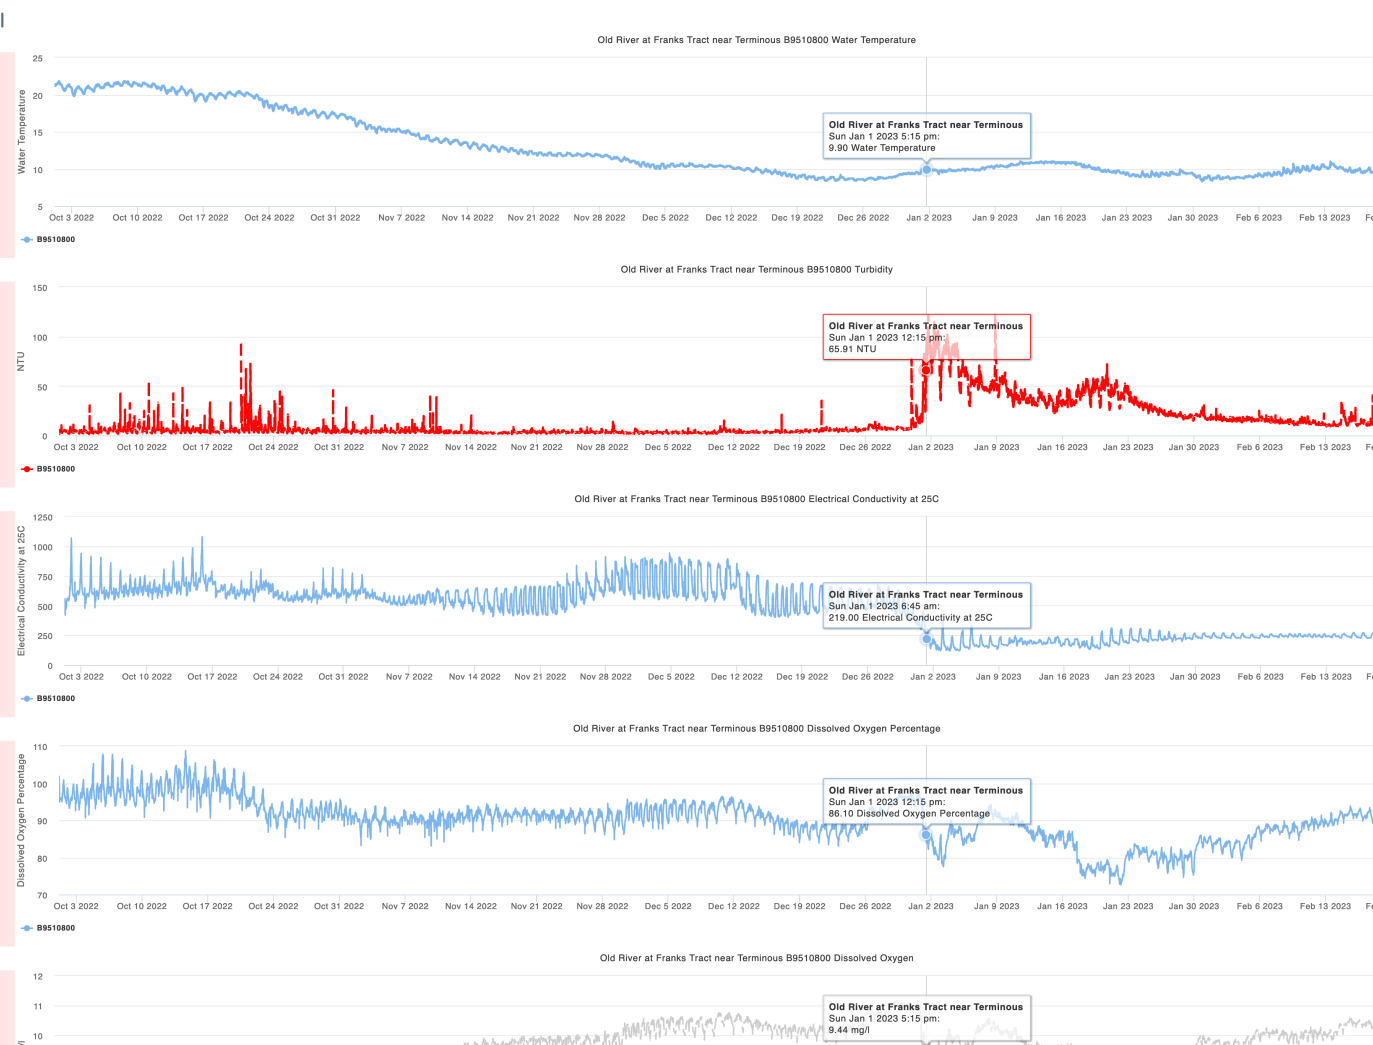 Old River at Franks Tract near Terminous B9510800 Water Temperature
25
20
15
10
5
Water Temperature
Old River at Franks Tract near Terminous
Sun Jan 1 2023 5:15 pm:
9.90 Water Temperature
Oct 3 2022 Oct 10 2022 Oct 17 2022 Oct 24 2022 Oct 31 2022 Nov 7 2022 Nov 14 2022 Nov 21 2022 Nov 28 2022 Dec 5 2022 Dec 12 2022 Dec 19 2022 Dec 26 2022 Jan 2 2023 Jan 9 2023 Jan 16 2023 Jan 23 2023 Jan 30 2023 Feb 6 2023 Feb 13 2023 Fe
B9510800
Old River at Franks Tract near Terminous B9510800 Turbidity
150
100
50
0
NTU
Old River at Franks Tract near Terminous
Sun Jan 1 2023 12:15 pm:
65.91 NTU
Oct 3 2022 Oct 10 2022 Oct 17 2022 Oct 24 2022 Oct 31 2022 Nov 7 2022 Nov 14 2022 Nov 21 2022 Nov 28 2022 Dec 5 2022 Dec 12 2022 Dec 19 2022 Dec 26 2022 Jan 2 2023 Jan 9 2023 Jan 16 2023 Jan 23 2023 Jan 30 2023 Feb 6 2023 Feb 13 2023 Fe
B9510800
Old River at Franks Tract near Terminous B9510800 Electrical Conductivity at 25C
1250
1000
750
500
250
0
Electrical Conductivity at 25C
Old River at Franks Tract near Terminous
Sun Jan 1 2023 6:45 am:
219.00 Electrical Conductivity at 25C
Oct 3 2022 Oct 10 2022 Oct 17 2022 Oct 24 2022 Oct 31 2022 Nov 7 2022 Nov 14 2022 Nov 21 2022 Nov 28 2022 Dec 5 2022 Dec 12 2022 Dec 19 2022 Dec 26 2022 Jan 2 2023 Jan 9 2023 Jan 16 2023 Jan 23 2023 Jan 30 2023 Feb 6 2023 Feb 13 2023 Fe
B9510800
Old River at Franks Tract near Terminous B9510800 Dissolved Oxygen Percentage
110
100
90
80
70
Dissolved Oxygen Percentage
Old River at Franks Tract near Terminous
Sun Jan 1 2023 12:15 pm:
86.10 Dissolved Oxygen Percentage
Oct 3 2022 Oct 10 2022 Oct 17 2022 Oct 24 2022 Oct 31 2022 Nov 7 2022 Nov 14 2022 Nov 21 2022 Nov 28 2022 Dec 5 2022 Dec 12 2022 Dec 19 2022 Dec 26 2022 Jan 2 2023 Jan 9 2023 Jan 16 2023 Jan 23 2023 Jan 30 2023 Feb 6 2023 Feb 13 2023 Fe
B9510800
Old River at Franks Tract near Terminous B9510800 Dissolved Oxygen
12
11
10
Old River at Franks Tract near Terminous
Sun Jan 1 2023 5:15 pm:
9.44 mg/l